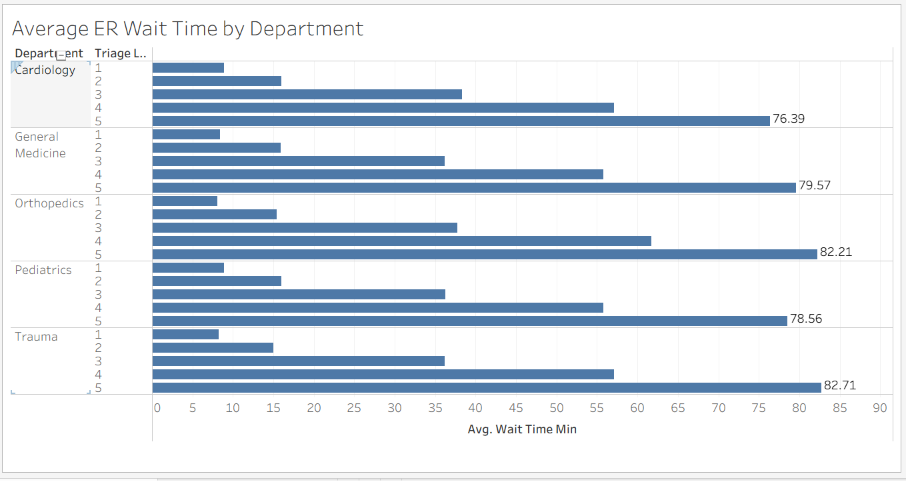 Average ER Wait Time by Department
Department Triage L..
Cardiology 1
2
3
4
5 76.39
General Medicine 1
2
3
4
5 79.57
Orthopedics 1
2
3
4
5 82.21
Pediatrics 1
2
3
4
5 78.56
Trauma 1
2
3
4
5 82.71
0 5 10 15 20 25 30 35 40 45 50 55 60 65 70 75 80 85 90
Avg. Wait Time Min